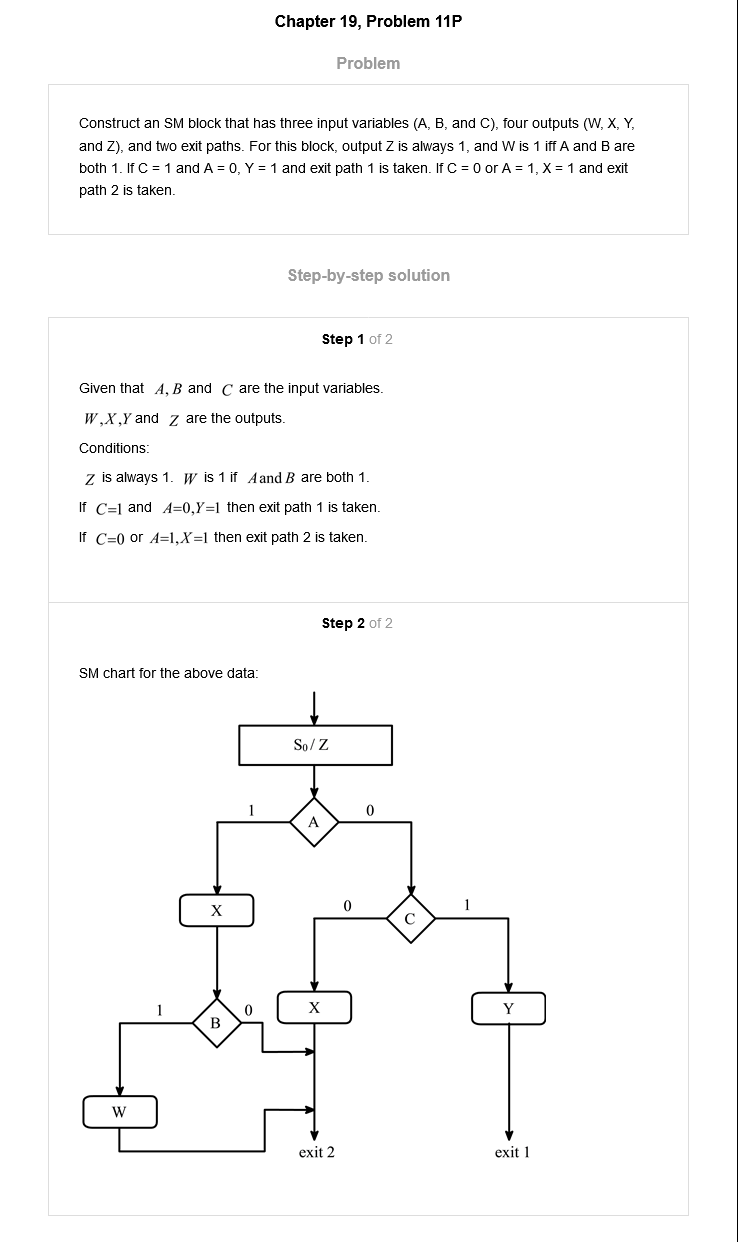 Chapter 19, Problem 11P
Problem
Construct an SM block that has three input variables (A, B, and C), four outputs (W, X, Y,
and Z), and two exit paths. For this block, output Z is always 1, and W is 1 iff A and B are
both 1. If C = 1 and A = 0, Y = 1 and exit path 1 is taken. If C = 0 or A = 1, X = 1 and exit
path 2 is taken.
Step-by-step solution
Step 1 of 2
Given that A, B and C are the input variables.
W,X,Y and Z are the outputs.
Conditions:
Z is always 1. W is 1 if A and B are both 1.
If C=1 and A=0,Y=1 then exit path 1 is taken.
If C=0 or A=1,X=1 then exit path 2 is taken.
Step 2 of 2
SM chart for the above data:
S₀/ Z
1 0
A
0 1
X
C
1 0
X Y
B
W
exit 2 exit 1